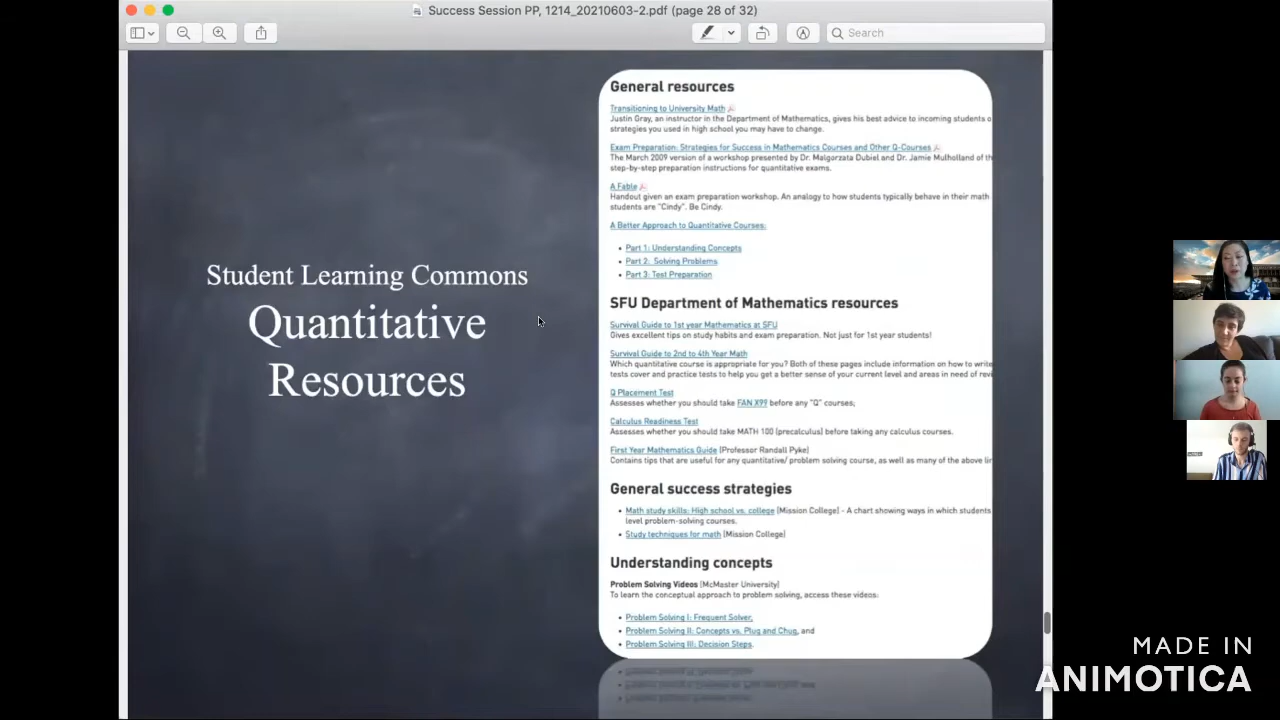 Success Session PP, 1214_20210603-2.pdf (page 28 of 32)
Search
Student Learning Commons
Quantitative
Resources
General resources
Transitioning to University Math
Justin Gray, an instructor in the Department of Mathematics, gives his best advice to incoming students o
strategies you used in high school you may have to change.
Exam Preparation: Strategies for Success in Mathematics Courses and Other Q-Courses
The March 2009 version of a workshop presented by Dr. Malgorzata Dubiel and Dr. Jamie Mulholland of th
step-by-step preparation instructions for quantitative exams.
A Fable
Handout given an exam preparation workshop. An analogy to how students typically behave in their math
students are "Cindy". Be Cindy.
A Better Approach to Quantitative Courses:
• Part 1: Understanding Concepts
• Part 2: Solving Problems
• Part 3: Test Preparation
SFU Department of Mathematics resources
Survival Guide to 1st year Mathematics at SFU
Gives excellent tips on study habits and exam preparation. Not just for 1st year students!
Survival Guide to 2nd to 4th Year Math
Which quantitative course is appropriate for you? Both of these pages include information on how to write
tests cover and practice tests to help you get a better sense of your current level and areas in need of revi
Q Placement Test
Assesses whether you should take FAN X99 before any "Q" courses;
Calculus Readiness Test
Assesses whether you should take MATH 100 (precalculus) before taking any calculus courses.
First Year Mathematics Guide (Professor Randall Pyke)
Contains tips that are useful for any quantitative/ problem solving course, as well as many of the above lin
General success strategies
• Math study skills: High school vs. college [Mission College] - A chart showing ways in which students
level problem-solving courses.
• Study techniques for math [Mission College]
Understanding concepts
Problem Solving Videos [McMaster University]
To learn the conceptual approach to problem solving, access these videos:
• Problem Solving I: Frequent Solver,
• Problem Solving II: Concepts vs. Plug and Chug, and
• Problem Solving III: Decision Steps.
MADE IN
ANIMOTICA